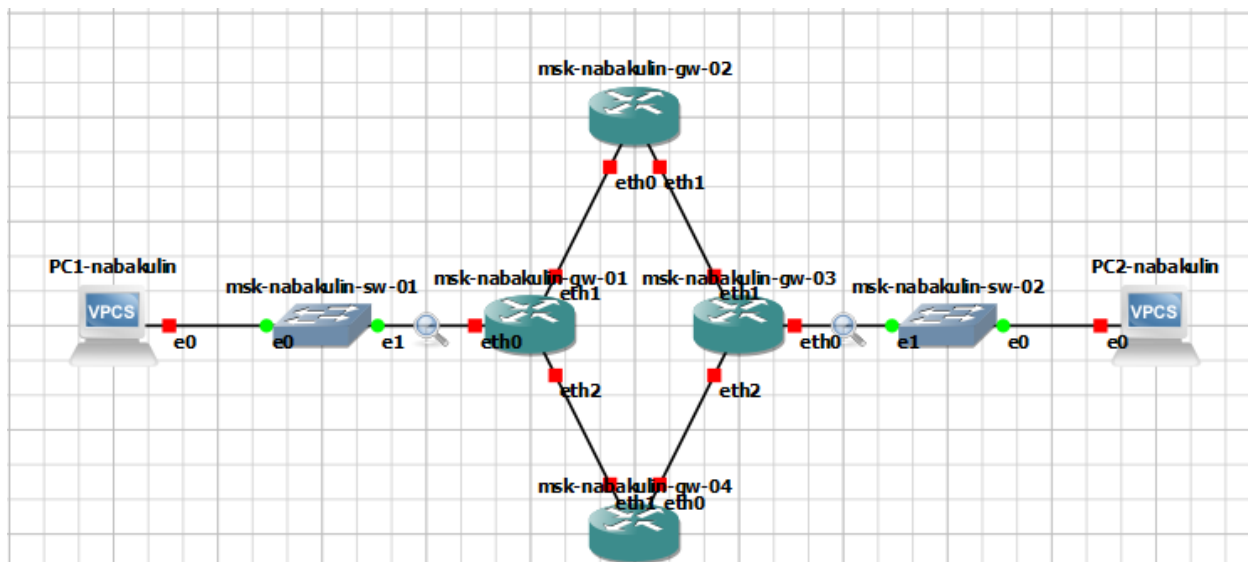 msk-nabakulin-gw-02
eth0 eth1
PC1-nabakulin
VPCS
e0
msk-nabakulin-sw-01
e0
e1
msk-nabakulin-gw-01
eth1
eth0
eth2
msk-nabakulin-gw-03
eth1
eth0
eth2
msk-nabakulin-sw-02
e1
e0
PC2-nabakulin
VPCS
e0
msk-nabakulin-gw-04
eth1 eth0